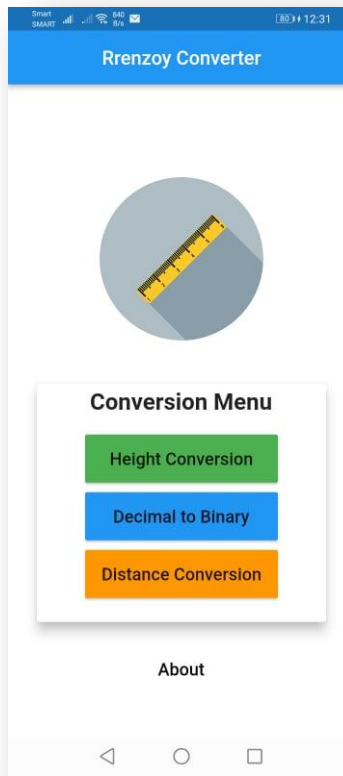 Smart
SMART
840
B/s
80
12:31
Rrenzoy Converter
Conversion Menu
Height Conversion
Decimal to Binary
Distance Conversion
About